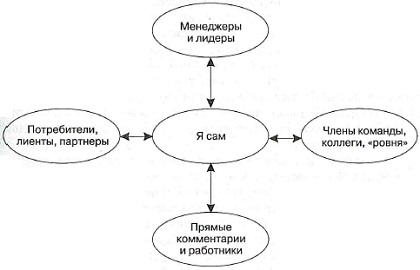 Менеджеры
и лидеры
Потребители,
лиенты, партнеры
Я сам
Члены команды,
коллеги, «ровня»
Прямые
комментарии
и работники